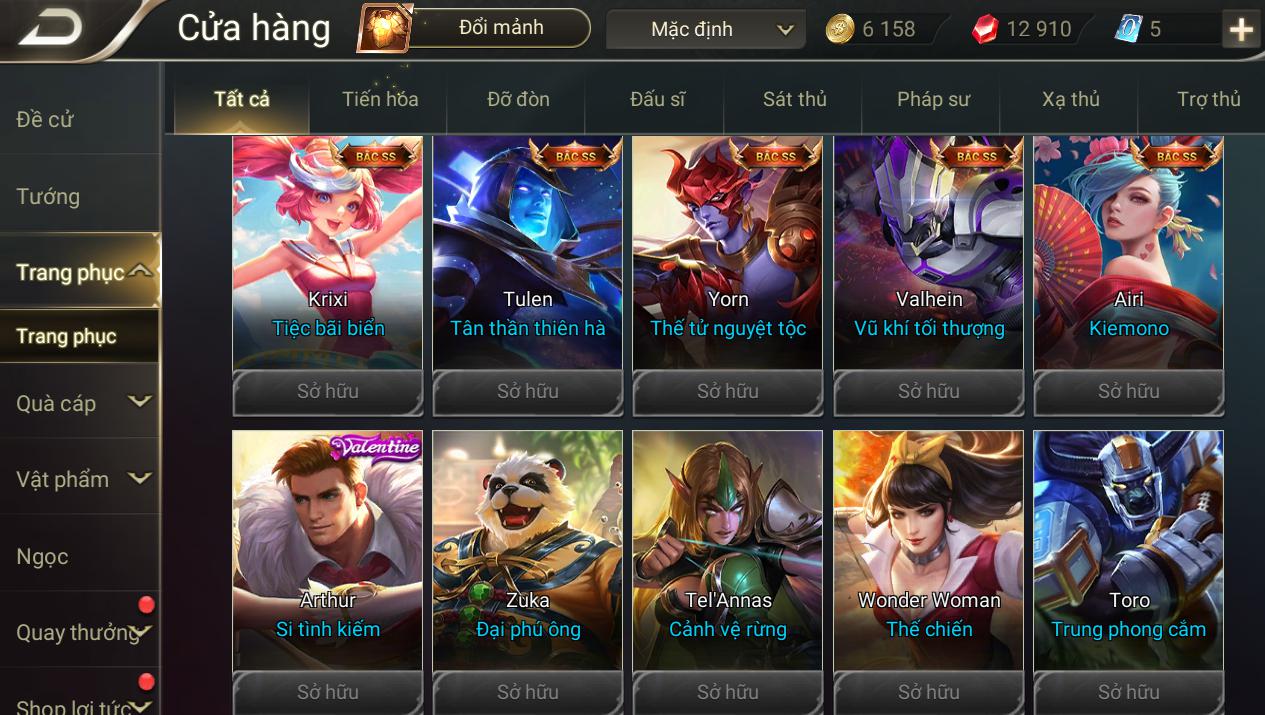 Cửa hàng
Đổi mảnh
Mặc định
6 158
12 910
5
Đề cử
Tướng
Trang phục
Trang phục
Quà cáp
Vật phẩm
Ngọc
Quay thưởng
Shop lợi tức
Tất cả
Tiến hóa
Đỡ đòn
Đấu sĩ
Sát thủ
Pháp sư
Xạ thủ
Trợ thủ
BẬC SS
BẬC SS
BẬC SS
BẬC SS
BẬC SS
Krixi
Tulen
Yorn
Valhein
Airi
Tiệc bãi biển
Tân thần thiên hà
Thế tử nguyệt tộc
Vũ khí tối thượng
Kiemono
Sở hữu
Sở hữu
Sở hữu
Sở hữu
Sở hữu
Valentine
Arthur
Zuka
Tel'Annas
Wonder Woman
Toro
Si tình kiếm
Đại phú ông
Cảnh vệ rừng
Thế chiến
Trung phong cắm
Sở hữu
Sở hữu
Sở hữu
Sở hữu
Sở hữu